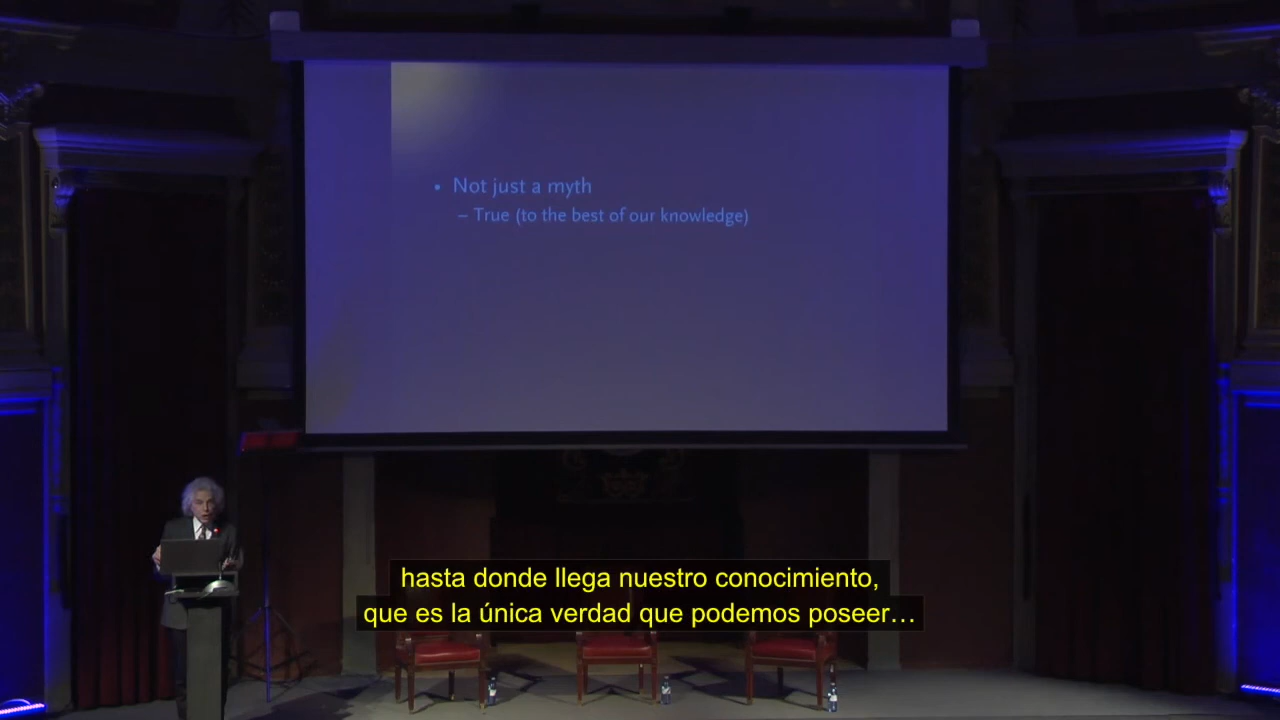 • Not just a myth
– True (to the best of our knowledge)
hasta donde llega nuestro conocimiento,
que es la única verdad que podemos poseer…